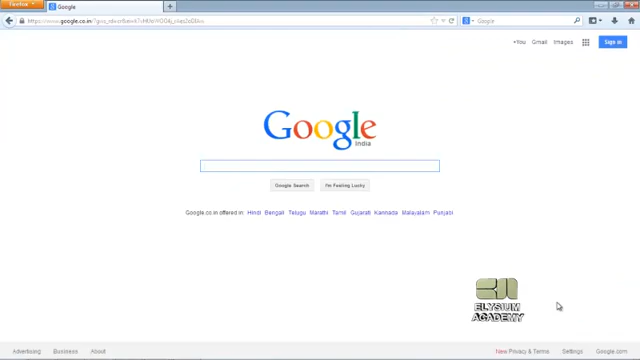 Firefox
Google
Google
+You Gmail Images Sign in
Google
India
Google Search I'm Feeling Lucky
Google.co.in offered in: Hindi Bengali Telugu Marathi Tamil Gujarati Kannada Malayalam Punjabi
ELYSIUM
ACADEMY
Advertising Business About New Privacy & Terms Settings Google.com